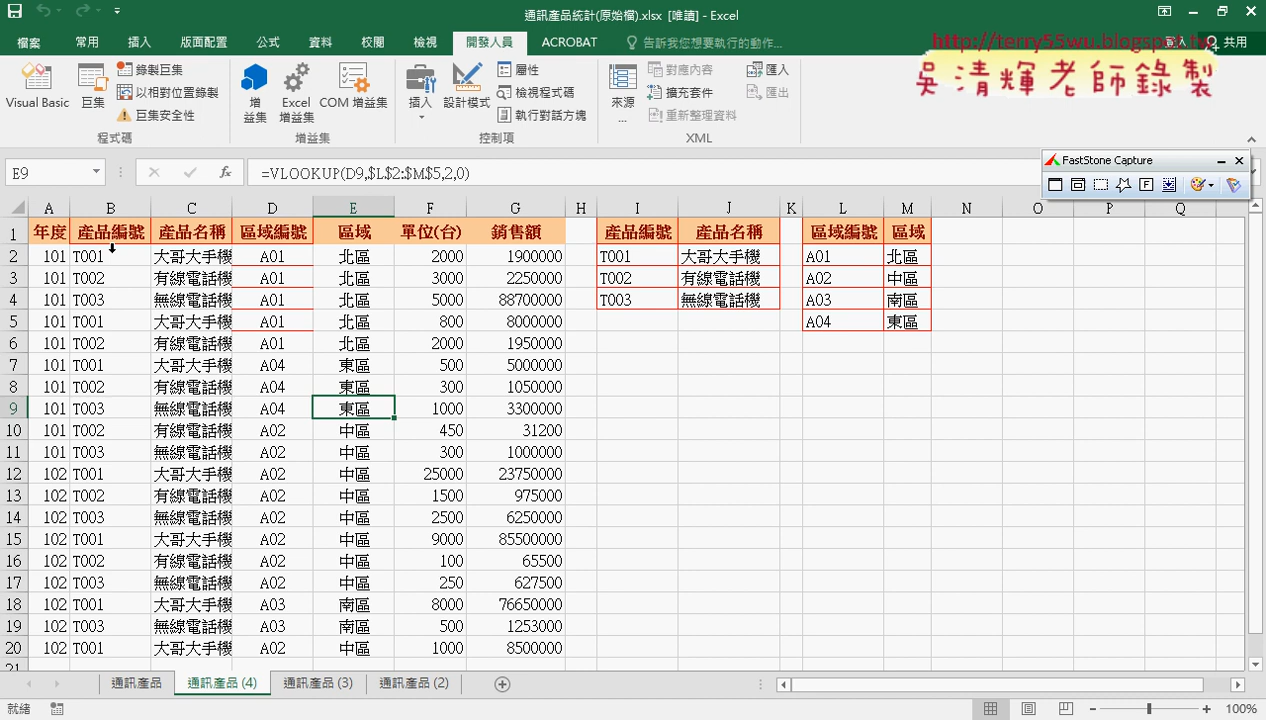 通訊產品統計(原始檔).xlsx [唯讀] - Excel
檔案 常用 插入 版面配置 公式 資料 校閱 檢視 開發人員 ACROBAT 告訴我您想要執行的動作... 登入 共用
http://terry55wu.blogspot.tw
吳清輝老師錄製
Visual Basic 巨集 錄製巨集 以相對位置錄製 巨集安全性 增益集 Excel 增益集 COM 增益集 插入 設計模式 屬性 檢視程式碼 執行對話方塊 來源... 對應內容 擴充套件 重新整理資料 匯入 匯出
程式碼 增益集 控制項 XML
FastStone Capture
E9 fx =VLOOKUP(D9,$L$2:$M$5,2,0)
A B C D E F G H I J K L M N O P Q
1 年度 產品編號 產品名稱 區域編號 區域 單位(台) 銷售額 產品編號 產品名稱 區域編號 區域
2 T001 大哥大手機 A01 北區 2000 1900000 T001 大哥大手機 A01 北區 101
3 101 T002 有線電話機 A01 北區 3000 2250000 T002 有線電話機 A02 中區
4 101 T003 無線電話機 A01 北區 5000 88700000 T003 無線電話機 A03 南區
5 101 T001 大哥大手機 A01 北區 800 8000000 A04 東區
6 101 T002 有線電話機 A01 北區 2000 1950000
7 101 T001 大哥大手機 A04 東區 500 5000000
8 101 T002 有線電話機 A04 東區 300 1050000
9 101 T003 無線電話機 A04 東區 1000 3300000
10 101 T002 有線電話機 A02 中區 450 31200
11 101 T003 無線電話機 A02 中區 300 1000000
12 102 T001 大哥大手機 A02 中區 25000 23750000
13 102 T002 有線電話機 A02 中區 1500 975000
14 102 T003 無線電話機 A02 中區 2500 6250000
15 102 T001 大哥大手機 A02 中區 9000 85500000
16 102 T002 有線電話機 A02 中區 100 65500
17 102 T003 無線電話機 A02 中區 250 627500
18 102 T001 大哥大手機 A03 南區 8000 76650000
19 102 T003 無線電話機 A03 南區 500 1253000
20 102 T001 大哥大手機 A02 中區 1000 8500000
21
通訊產品 通訊產品 (4) 通訊產品 (3) 通訊產品 (2)
就緒 100%